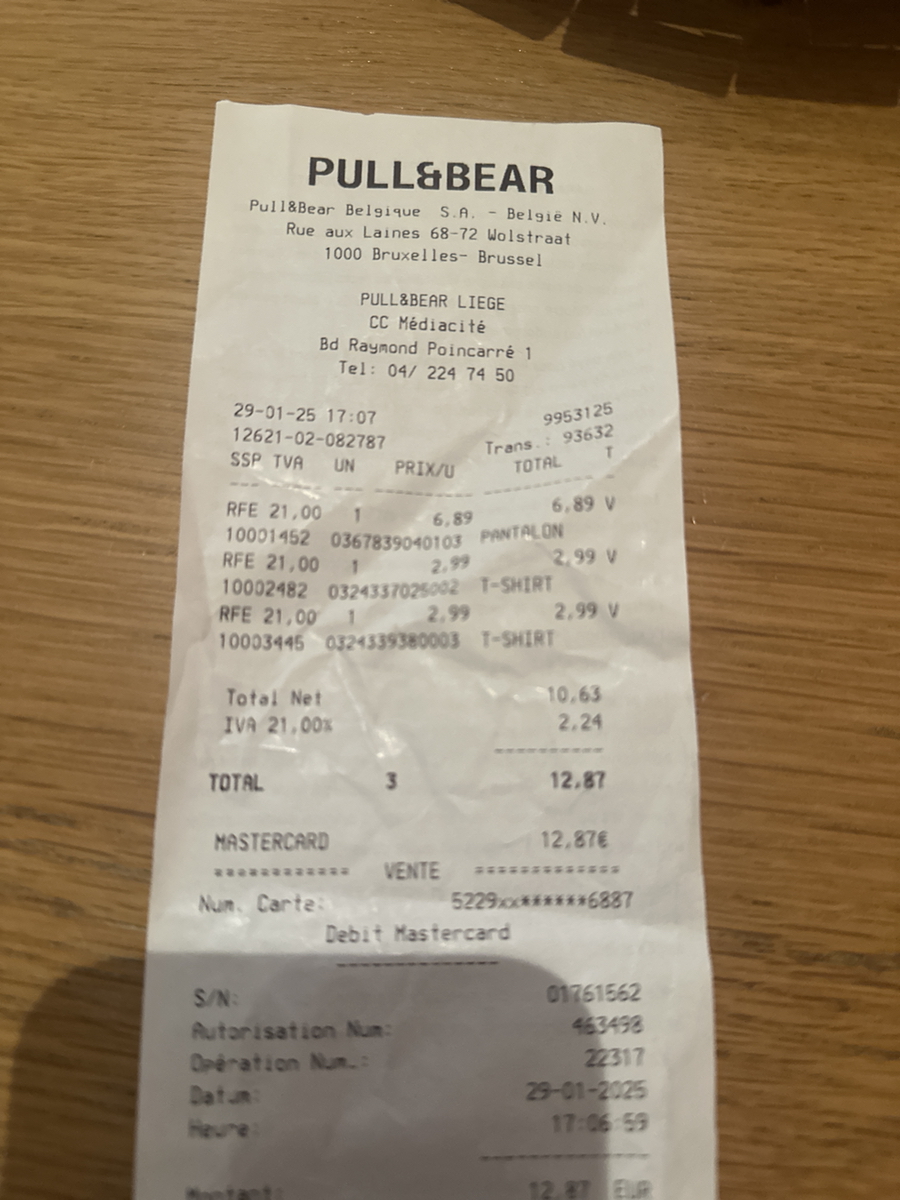 PULL&BEAR
Pull&Bear Belgique S.A. - België N.V.
Rue aux Laines 68-72 Wolstraat
1000 Bruxelles- Brussel
PULL&BEAR LIEGE
CC Médiacité
Bd Raymond Poincarré 1
Tel: 04/ 224 74 50
29-01-25 17:07 9953125
12621-02-082787 Trans.: 93632
SSP TVA UN PRIX/U TOTAL T
RFE 21,00 1 6,89 6,89 V
10001452 0367839040103 PANTALON
RFE 21,00 1 2,99 2,99 V
10002482 0324337025002 T-SHIRT
RFE 21,00 1 2,99 2,99 V
10003445 0324339380003 T-SHIRT
Total Net 10,63
IVA 21,00% 2,24
TOTAL 3 12,87
MASTERCARD 12,87€
============ VENTE =============
Num. Carte: 5229xx******6887
Debit Mastercard
S/N: 01761562
Autorisation Num: 463498
Opération Num.: 22317
Datum: 29-01-2025
Heure: 17:06:59
Montant: 12,87 EUR